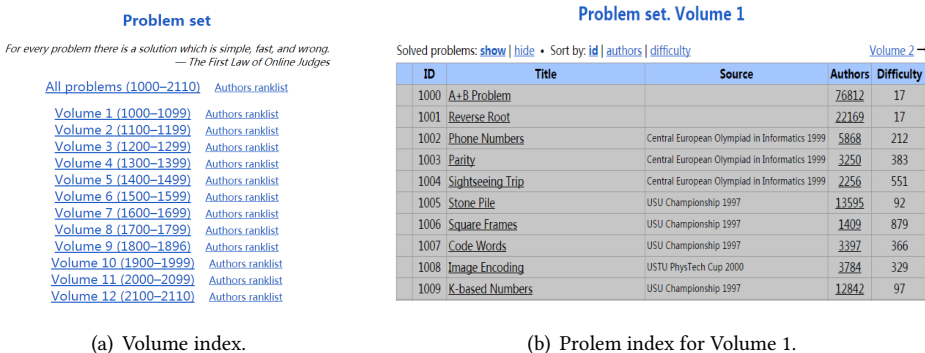 Problem set
For every problem there is a solution which is simple, fast, and wrong.
— The First Law of Online Judges
All problems (1000–2110) Authors ranklist
Volume 1 (1000–1099) Authors ranklist
Volume 2 (1100–1199) Authors ranklist
Volume 3 (1200–1299) Authors ranklist
Volume 4 (1300–1399) Authors ranklist
Volume 5 (1400–1499) Authors ranklist
Volume 6 (1500–1599) Authors ranklist
Volume 7 (1600–1699) Authors ranklist
Volume 8 (1700–1799) Authors ranklist
Volume 9 (1800–1896) Authors ranklist
Volume 10 (1900–1999) Authors ranklist
Volume 11 (2000–2099) Authors ranklist
Volume 12 (2100–2110) Authors ranklist
(a) Volume index.
Problem set. Volume 1
Solved problems: show | hide • Sort by: id | authors | difficulty Volume 2 →
ID Title Source Authors Difficulty
1000 A+B Problem 76812 17
1001 Reverse Root 22169 17
1002 Phone Numbers Central European Olympiad in Informatics 1999 5868 212
1003 Parity Central European Olympiad in Informatics 1999 3250 383
1004 Sightseeing Trip Central European Olympiad in Informatics 1999 2256 551
1005 Stone Pile USU Championship 1997 13595 92
1006 Square Frames USU Championship 1997 1409 879
1007 Code Words USU Championship 1997 3397 366
1008 Image Encoding USTU PhysTech Cup 2000 3784 329
1009 K-based Numbers USU Championship 1997 12842 97
(b) Prolem index for Volume 1.